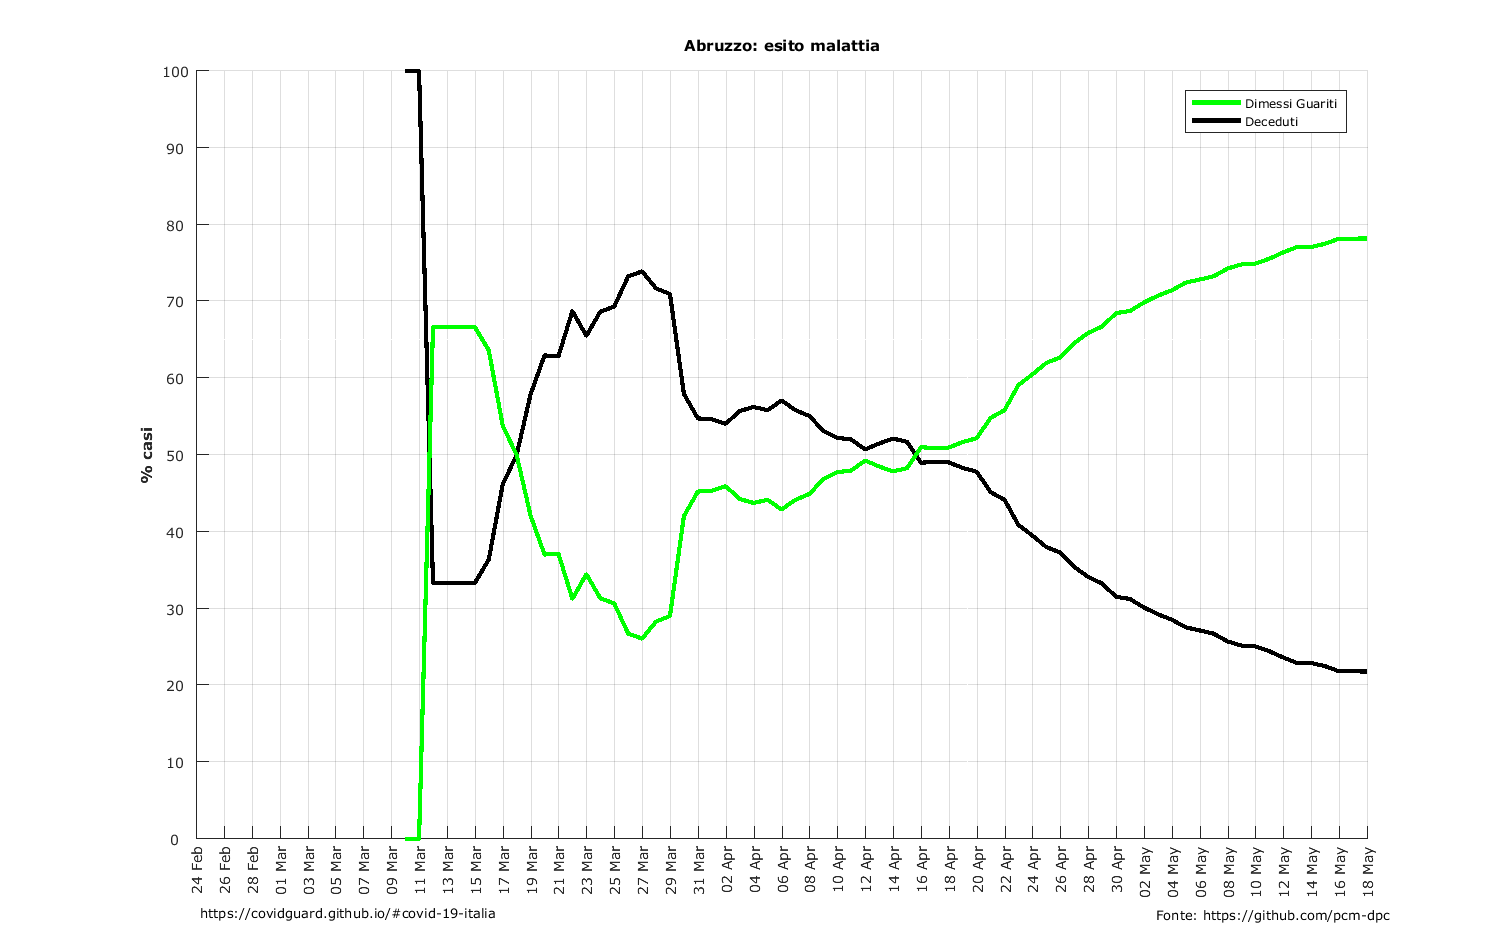 Abruzzo: esito malattia
Dimessi Guariti
Deceduti
% casi
100
90
80
70
60
50
40
30
20
10
0
24 Feb
26 Feb
28 Feb
01 Mar
03 Mar
05 Mar
07 Mar
09 Mar
11 Mar
13 Mar
15 Mar
17 Mar
19 Mar
21 Mar
23 Mar
25 Mar
27 Mar
29 Mar
31 Mar
02 Apr
04 Apr
06 Apr
08 Apr
10 Apr
12 Apr
14 Apr
16 Apr
18 Apr
20 Apr
22 Apr
24 Apr
26 Apr
28 Apr
30 Apr
02 May
04 May
06 May
08 May
10 May
12 May
14 May
16 May
18 May
https://covidguard.github.io/#covid-19-italia
Fonte: https://github.com/pcm-dpc